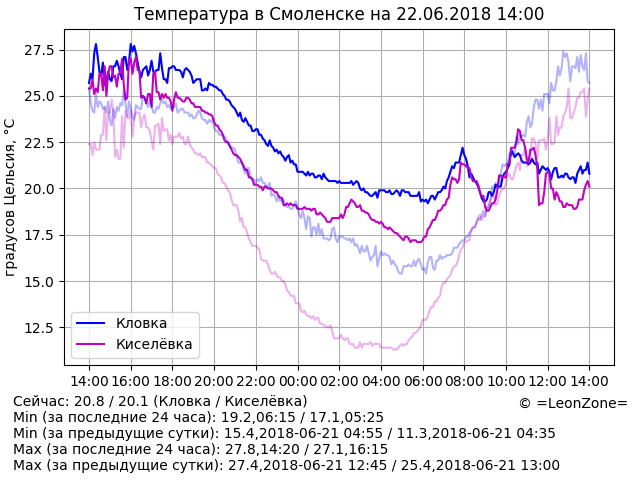 Температура в Смоленске на 22.06.2018 14:00
27.5
25.0
22.5
20.0
17.5
15.0
12.5
градусов Цельсия, °C
Кловка
Киселёвка
14:00 16:00 18:00 20:00 22:00 00:00 02:00 04:00 06:00 08:00 10:00 12:00 14:00
Сейчас: 20.8 / 20.1 (Кловка / Киселёвка)
© =LeonZone=
Min (за последние 24 часа): 19.2,06:15 / 17.1,05:25
Min (за предыдущие сутки): 15.4,2018-06-21 04:55 / 11.3,2018-06-21 04:35
Max (за последние 24 часа): 27.8,14:20 / 27.1,16:15
Max (за предыдущие сутки): 27.4,2018-06-21 12:45 / 25.4,2018-06-21 13:00